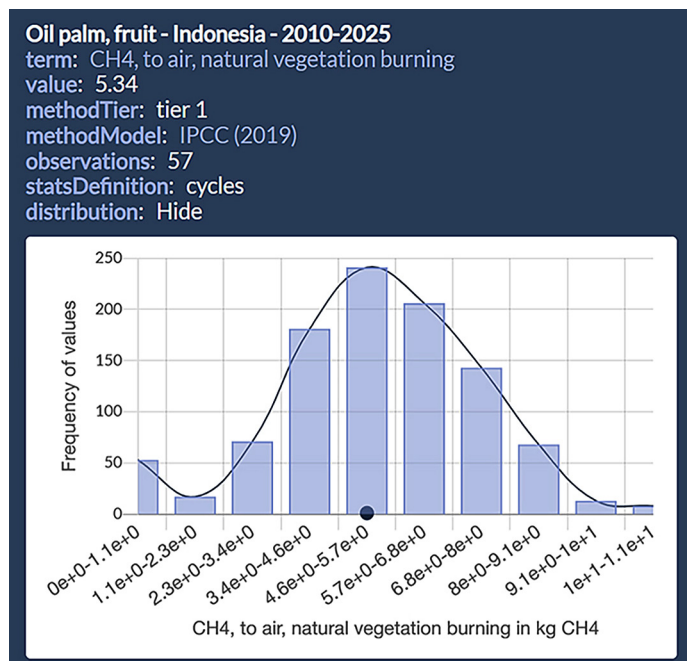 Oil palm, fruit - Indonesia - 2010-2025
term: CH4, to air, natural vegetation burning
value: 5.34
methodTier: tier 1
methodModel: IPCC (2019)
observations: 57
statsDefinition: cycles
distribution: Hide
250
200
150
100
50
0
Frequency of values
0e+0-1.1e+0
1.1e+0-2.3e+0
2.3e+0-3.4e+0
3.4e+0-4.6e+0
4.6e+0-5.7e+0
5.7e+0-6.8e+0
6.8e+0-8e+0
8e+0-9.1e+0
9.1e+0-1e+1
1e+1-1.1e+1
CH4, to air, natural vegetation burning in kg CH4